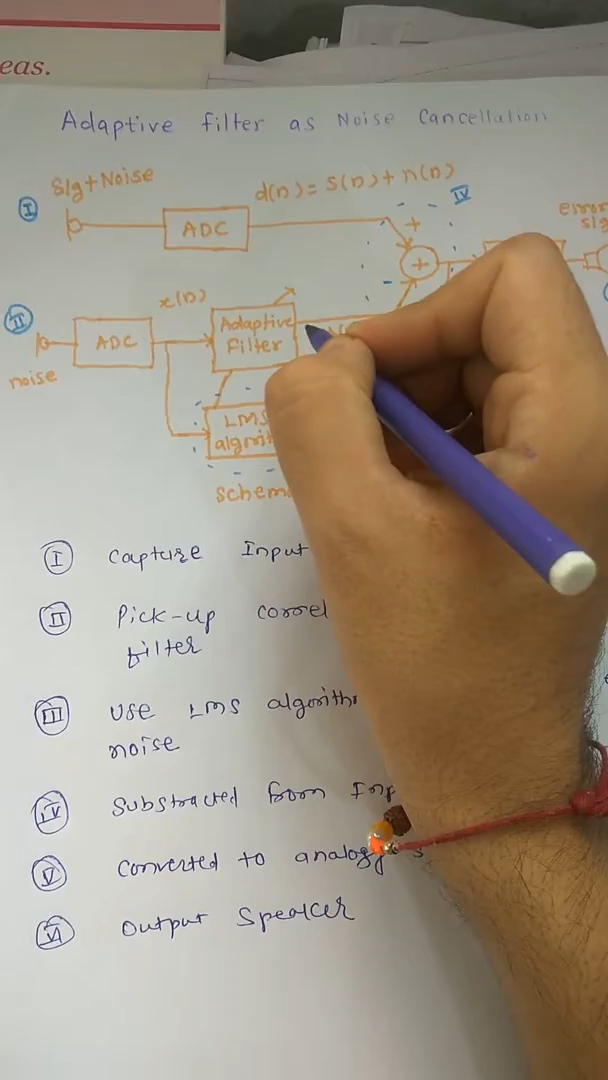 eas.
Adaptive filter as Noise Cancellation
Sig+Noise
d(n) = s(n) + n(n)
IV
I
ADC
+
+
-
error
sig
x(n)
II
ADC
Adaptive
Filter
noise
LMS
schem
I Capture Input
II Pick-up
filter
III Use LMS algorith
noise
IV Substracted from Inp
V Converted to analog
VI Output Speaker